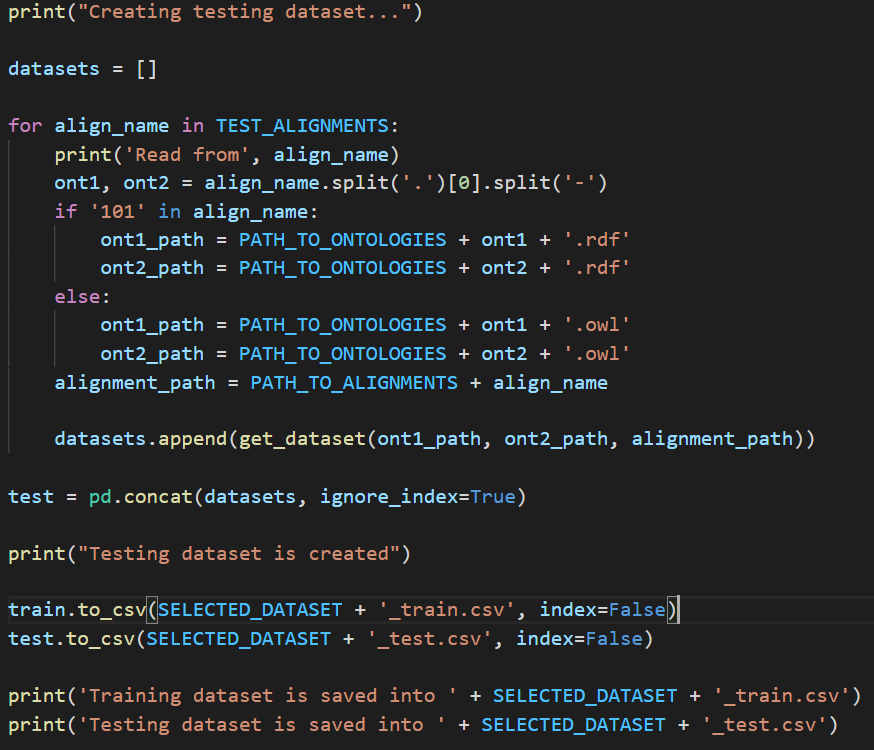 print("Creating testing dataset...")
datasets = []
for align_name in TEST_ALIGNMENTS:
print('Read from', align_name)
ont1, ont2 = align_name.split('.')[0].split('-')
if '101' in align_name:
ont1_path = PATH_TO_ONTOLOGIES + ont1 + '.rdf'
ont2_path = PATH_TO_ONTOLOGIES + ont2 + '.rdf'
else:
ont1_path = PATH_TO_ONTOLOGIES + ont1 + '.owl'
ont2_path = PATH_TO_ONTOLOGIES + ont2 + '.owl'
alignment_path = PATH_TO_ALIGNMENTS + align_name
datasets.append(get_dataset(ont1_path, ont2_path, alignment_path))
test = pd.concat(datasets, ignore_index=True)
print("Testing dataset is created")
train.to_csv(SELECTED_DATASET + '_train.csv', index=False)
test.to_csv(SELECTED_DATASET + '_test.csv', index=False)
print('Training dataset is saved into ' + SELECTED_DATASET + '_train.csv')
print('Testing dataset is saved into ' + SELECTED_DATASET + '_test.csv')